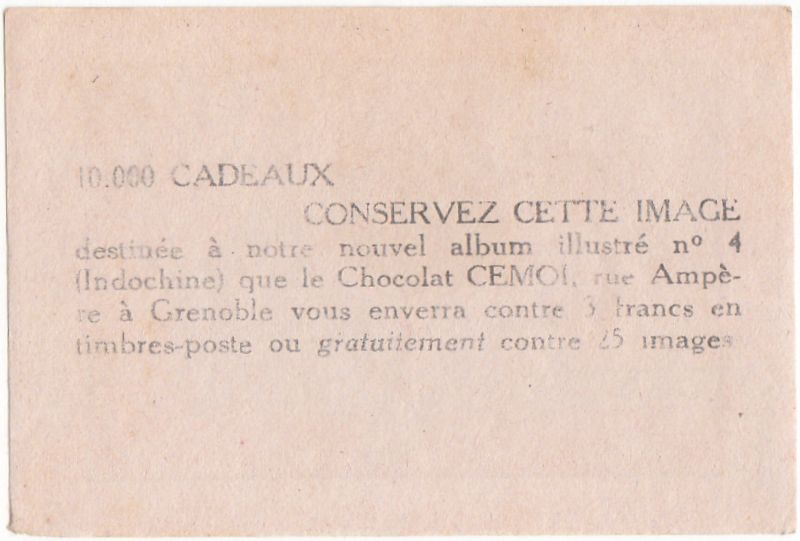 10.000 CADEAUX
CONSERVEZ CETTE IMAGE
destinée à notre nouvel album illustré nº 4
(Indochine) que le Chocolat CEMOI, rue Ampè-
re à Grenoble vous enverra contre 3 francs en
timbres-poste ou gratuitement contre 25 images